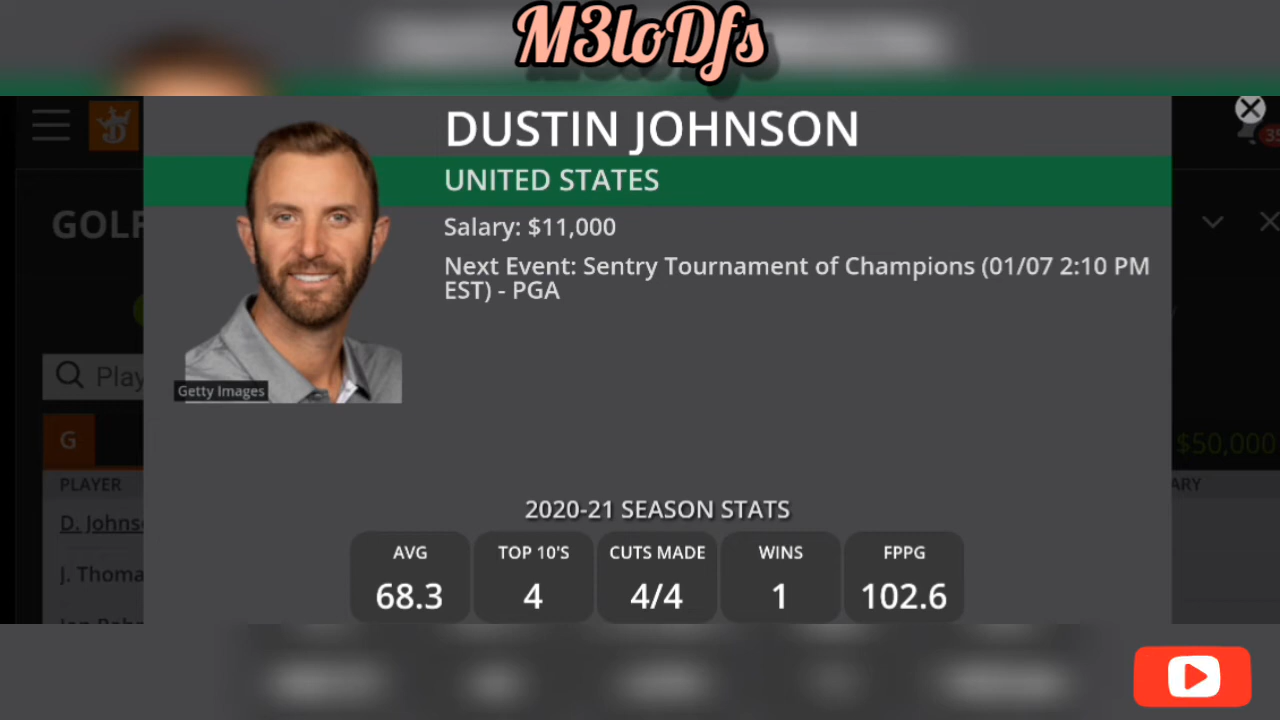 M3loDfs
DUSTIN JOHNSON
UNITED STATES
Salary: $11,000
Next Event: Sentry Tournament of Champions (01/07 2:10 PM
EST) - PGA
GOLF
Play
Getty Images
G
$50,000
PLAYER
ARY
D. Johns
J. Thoma
2020-21 SEASON STATS
AVG TOP 10'S CUTS MADE WINS FPPG
68.3 4 4/4 1 102.6